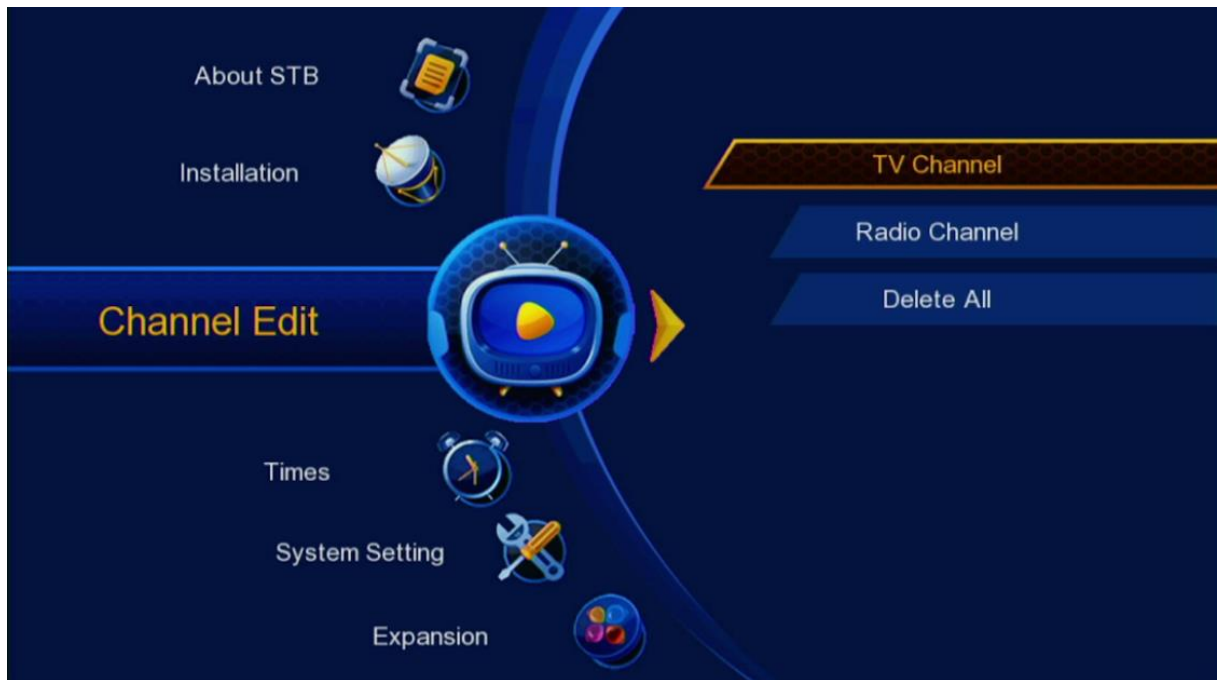 About STB
Installation
Channel Edit
Times
System Setting
Expansion
TV Channel
Radio Channel
Delete All